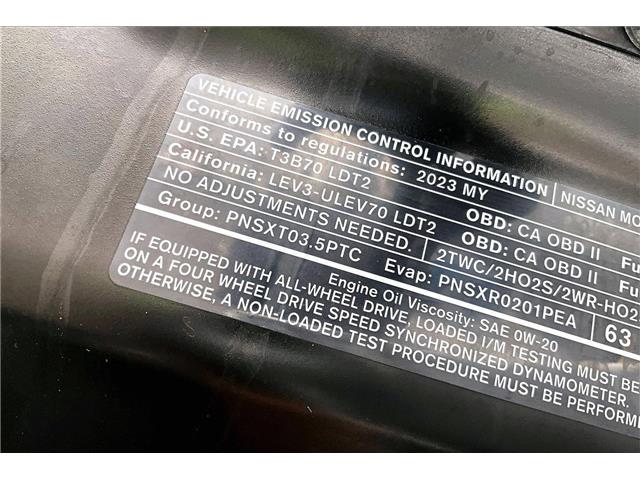 VEHICLE EMISSION CONTROL INFORMATION NISSAN
Conforms to regulations: 2023 MY
U.S. EPA: T3B70 LDT2 OBD: CA OBD II
California: LEV3-ULEV70 LDT2 OBD: CA OBD II
NO ADJUSTMENTS NEEDED. 2TWC/2HO2S/2WR-HO2
Group: PNSXT03.5PTC Evap: PNSXR0201PEA 63
Engine Oil Viscosity: SAE 0W-20
IF EQUIPPED WITH ALL-WHEEL DRIVE, LOADED I/M TESTING MUST BE
ON A FOUR WHEEL DRIVE SPEED SYNCHRONIZED DYNAMOMETER.
OTHERWISE, A NON-LOADED TEST PROCEDURE MUST BE